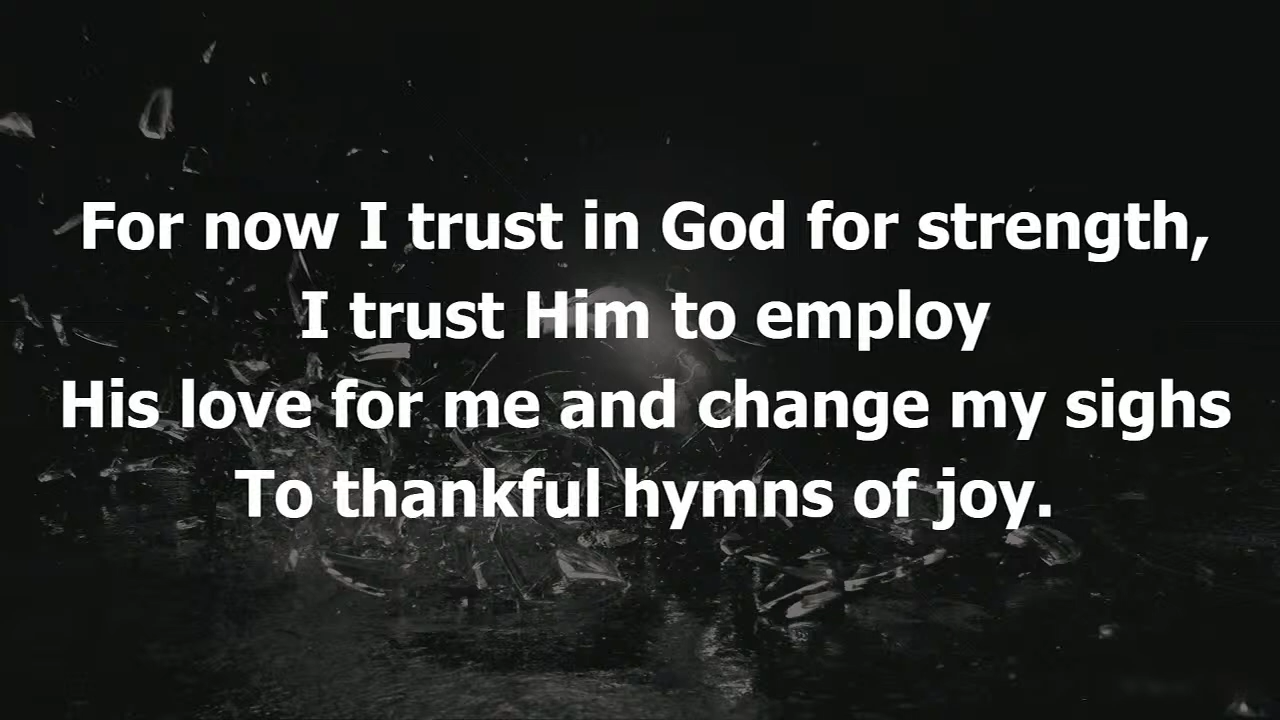 For now I trust in God for strength,
I trust Him to employ
His love for me and change my sighs
To thankful hymns of joy.